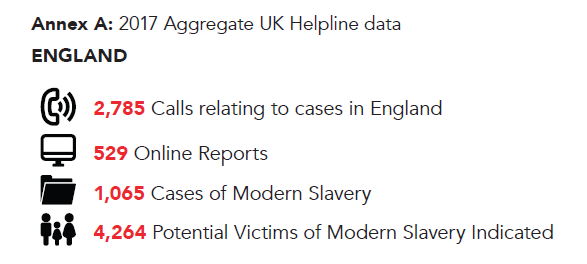 Annex A: 2017 Aggregate UK Helpline data
ENGLAND
2,785 Calls relating to cases in England
529 Online Reports
1,065 Cases of Modern Slavery
4,264 Potential Victims of Modern Slavery Indicated